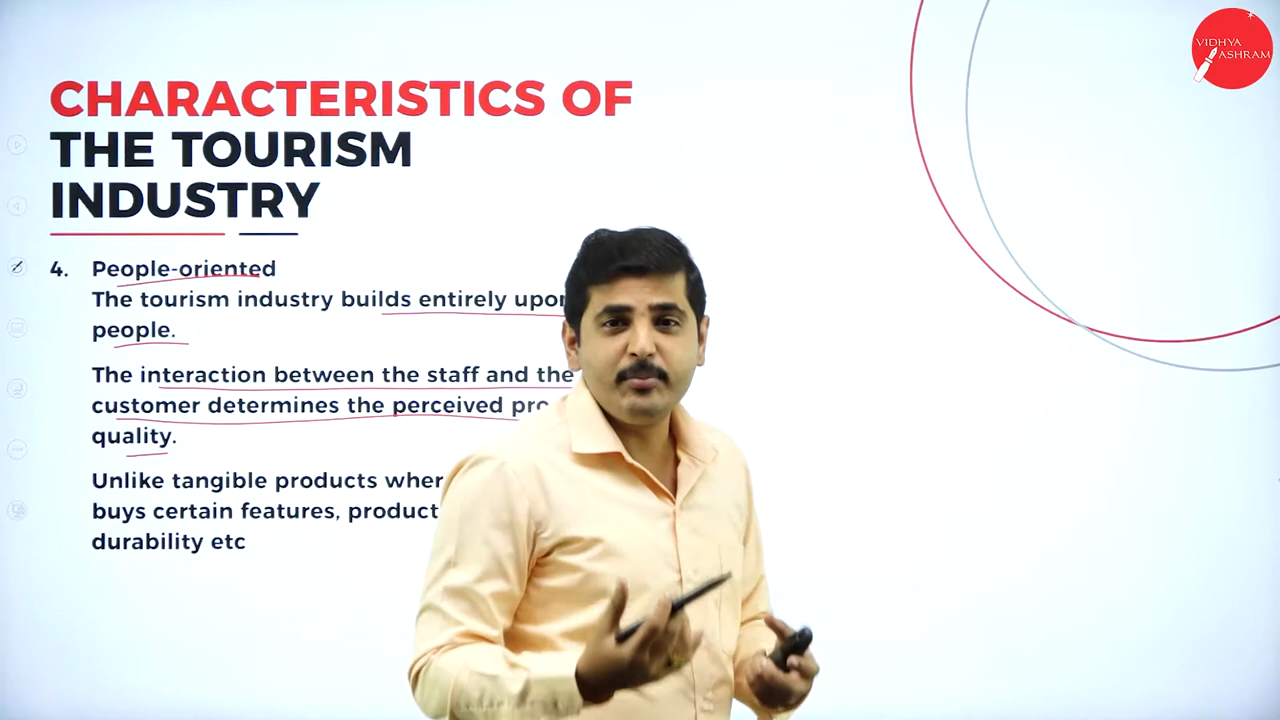 VIDHYA
ASHRAM
CHARACTERISTICS OF
THE TOURISM
INDUSTRY
4. People-oriented
The tourism industry builds entirely upon
people.
The interaction between the staff and the
customer determines the perceived
quality.
Unlike tangible products
buys certain features, product
durability etc